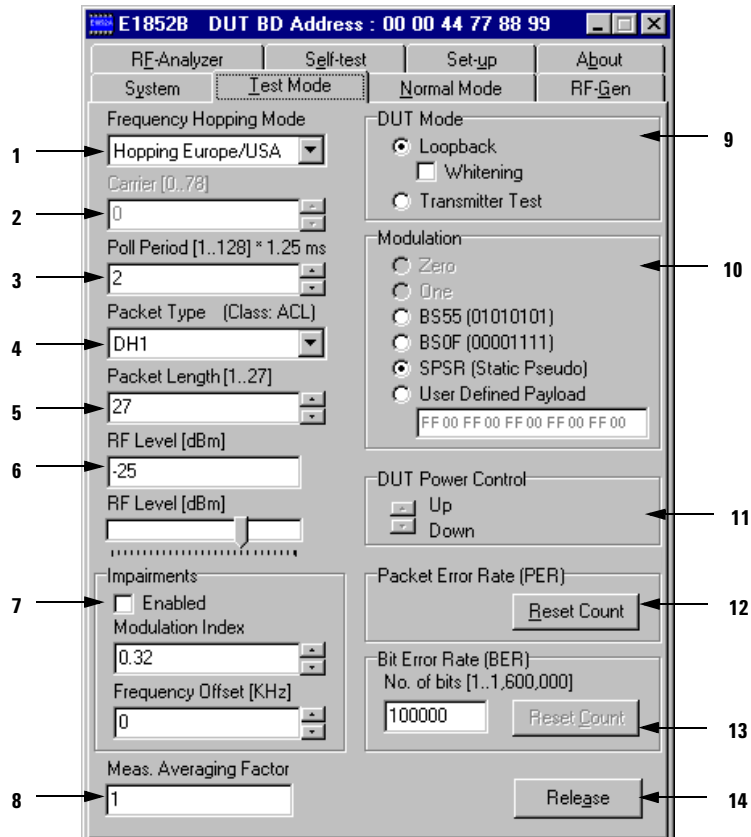 E1852B DUT BD Address : 00 00 44 77 88 99
RF-Analyzer Self-test Set-up About
System Test Mode Normal Mode RF-Gen
Frequency Hopping Mode
1
Hopping Europe/USA
Carrier [0..78]
2
0
Poll Period [1..128] * 1.25 ms
3
2
Packet Type (Class: ACL)
4
DH1
Packet Length [1..27]
5
27
RF Level [dBm]
6
-25
RF Level [dBm]
Impairments
7
Enabled
Modulation Index
0.32
Frequency Offset [KHz]
0
Meas. Averaging Factor
8
1
DUT Mode
9
Loopback
Whitening
Transmitter Test
Modulation
10
Zero
One
BS55 (01010101)
BS0F (00001111)
SPSR (Static Pseudo)
User Defined Payload
FF 00 FF 00 FF 00 FF 00 FF 00
DUT Power Control
Up
11
Down
Packet Error Rate (PER)
Reset Count
12
Bit Error Rate (BER)
No. of bits [1..1,600,000]
100000
Reset Count
13
Release
14